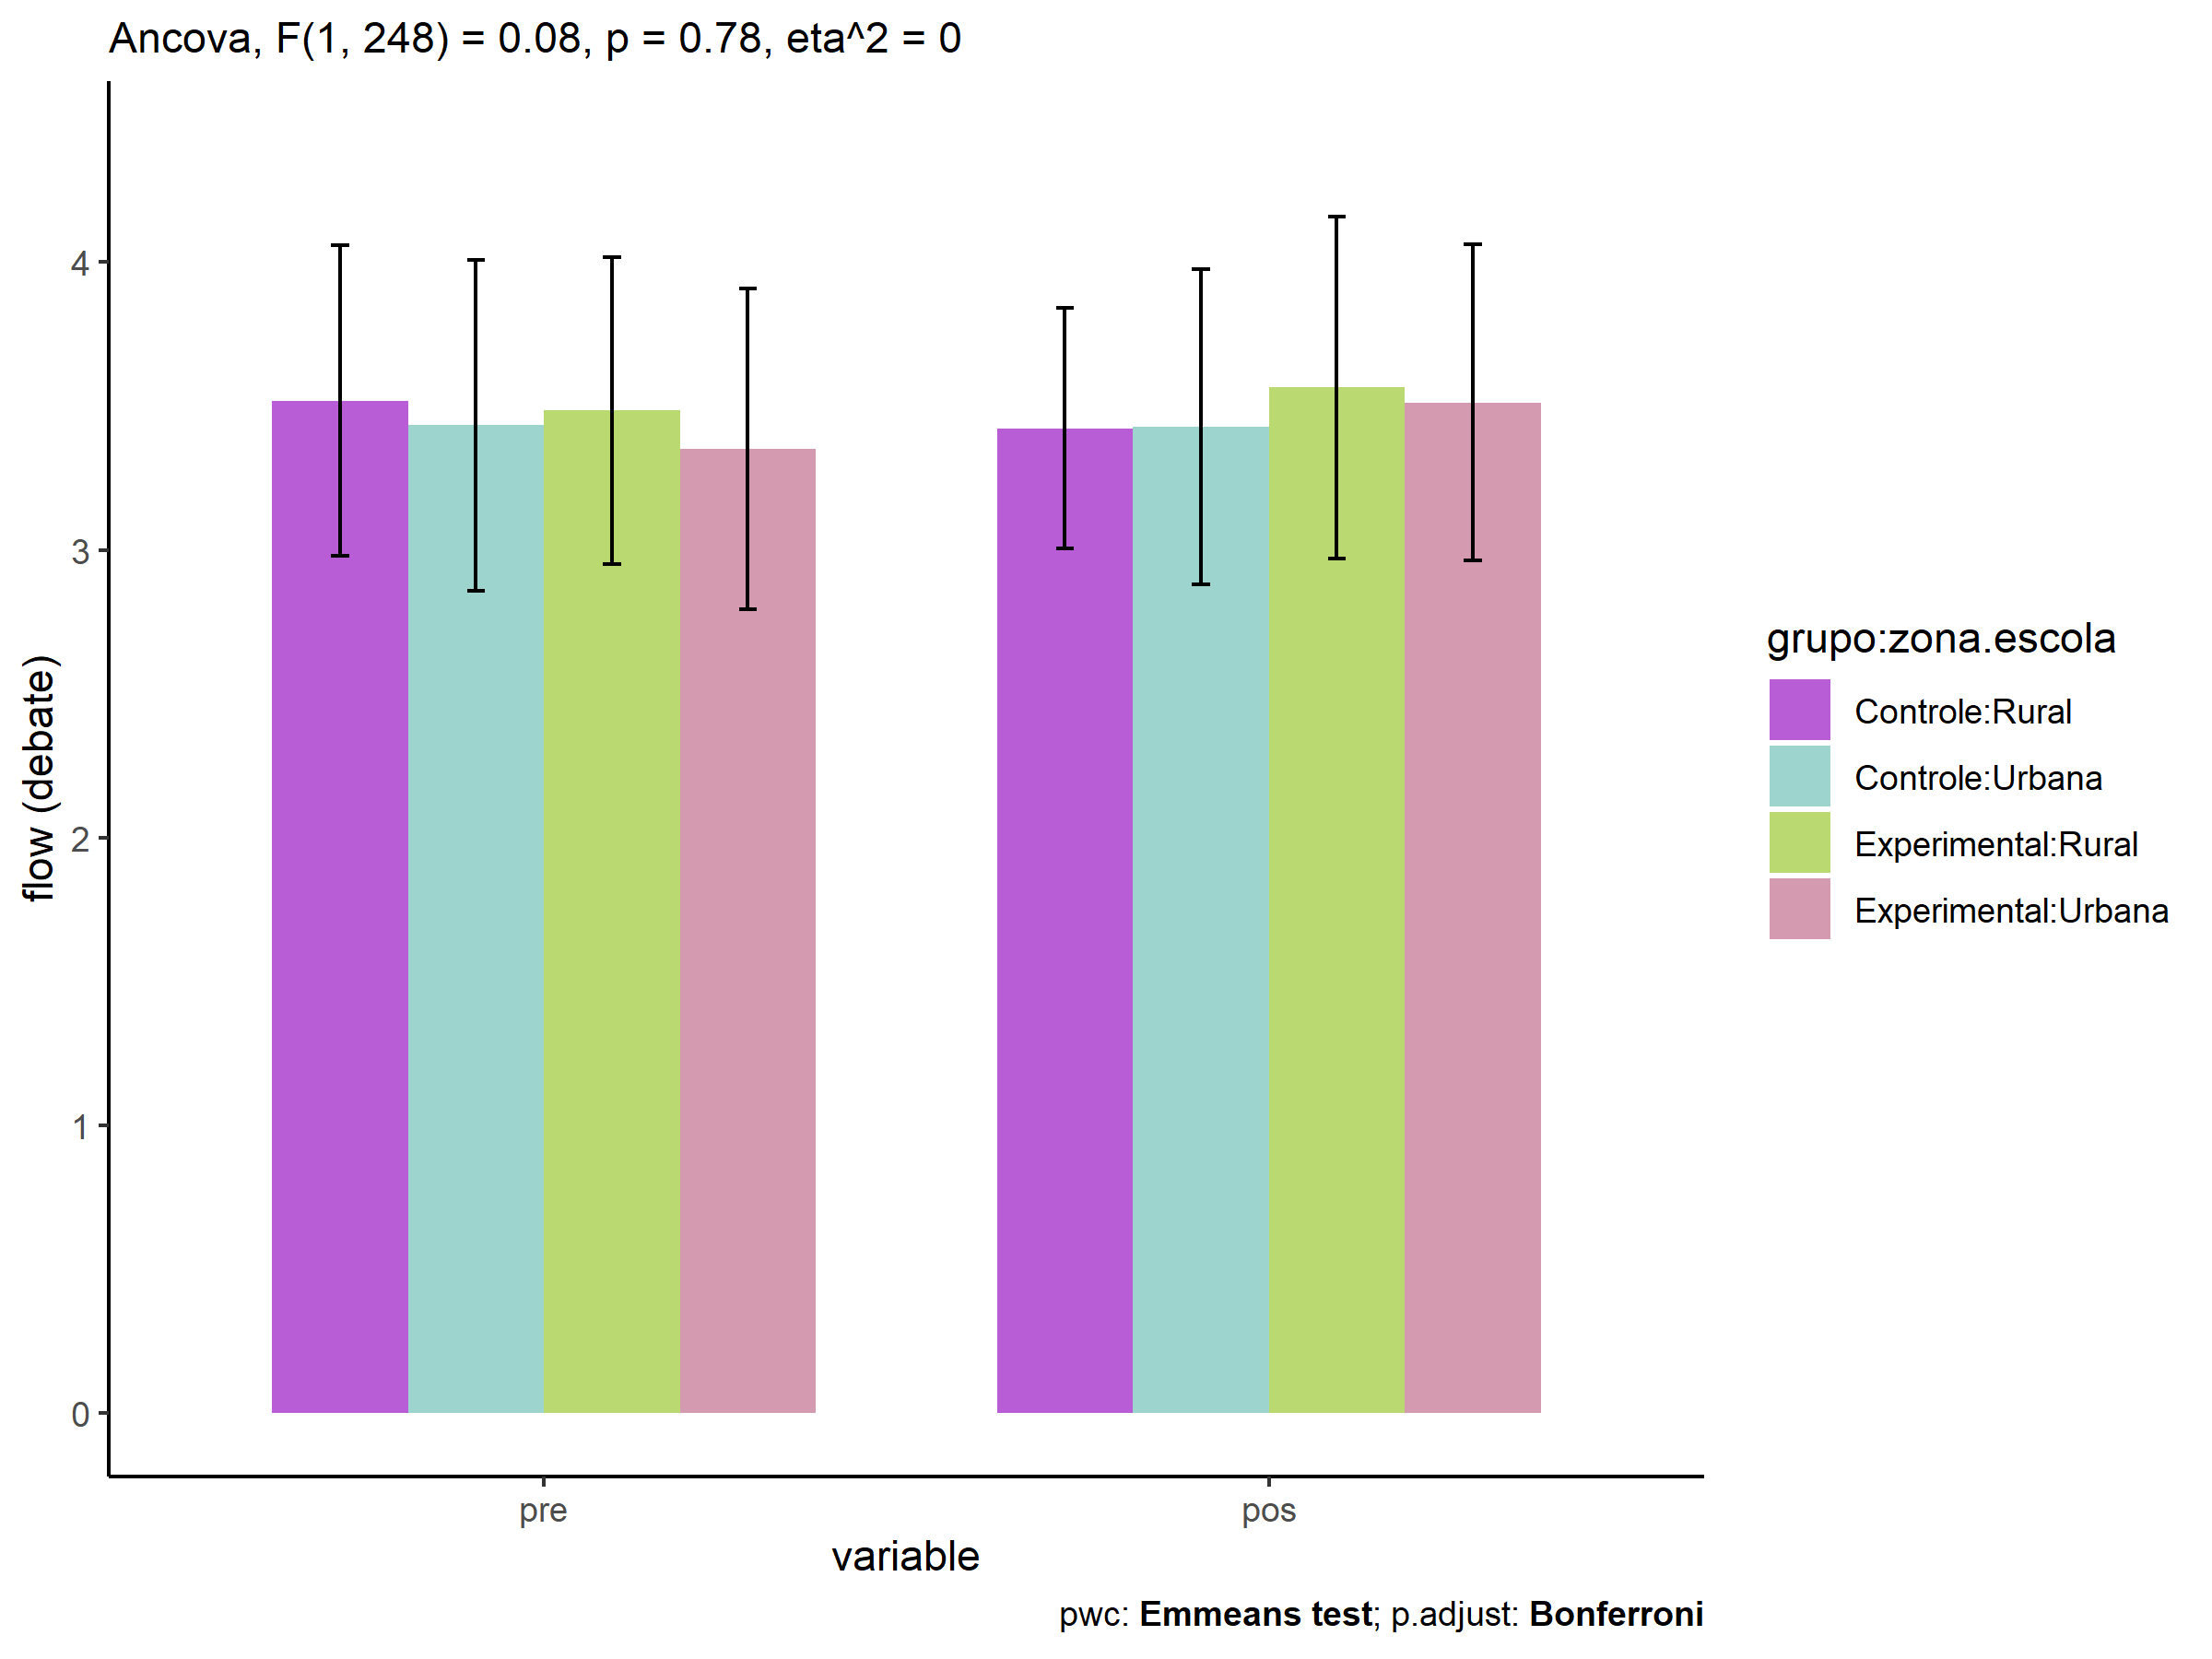 Ancova, F(1, 248) = 0.08, p = 0.78, eta^2 = 0
flow (debate)
4
3
2
1
0
pre
pos
variable
grupo:zona.escola
Controle:Rural
Controle:Urbana
Experimental:Rural
Experimental:Urbana
pwc: Emmeans test; p.adjust: Bonferroni